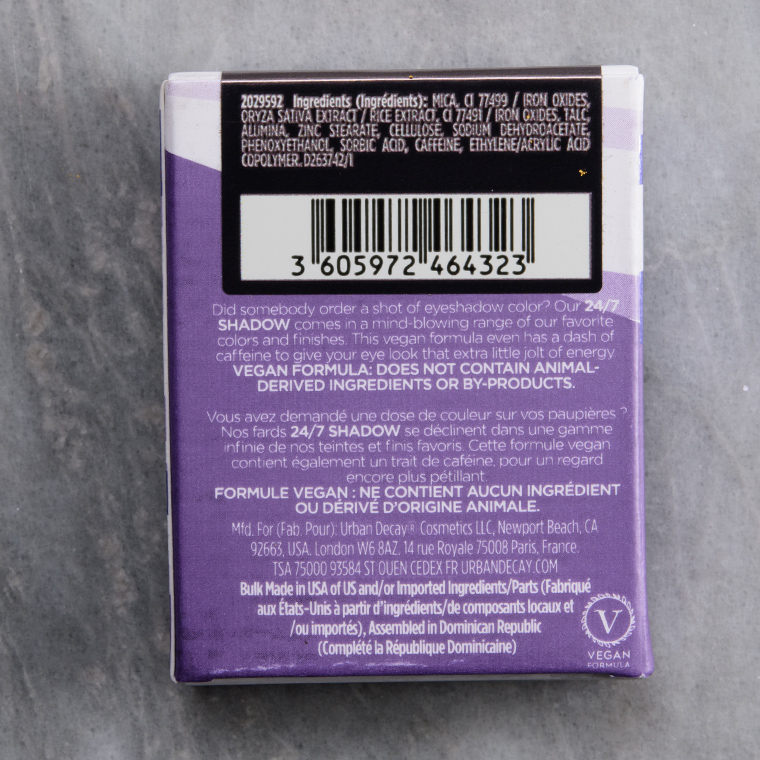 2029592 Ingredients (Ingrédients): MICA, CI 77499 / IRON OXIDES,
ORYZA SATIVA EXTRACT / RICE EXTRACT, CI 77491 / IRON OXIDES, TALC,
ALUMINA, ZINC STEARATE, CELLULOSE, SODIUM DEHYDROACETATE,
PHENOXYETHANOL, SORBIC ACID, CAFFEINE, ETHYLENE/ACRYLIC ACID
COPOLYMER. D263742/1
3 605972 464323
Did somebody order a shot of eyeshadow color? Our 24/7
SHADOW comes in a mind-blowing range of our favorite
colors and finishes. This vegan formula even has a dash of
caffeine to give your eye look that extra little jolt of energy.
VEGAN FORMULA: DOES NOT CONTAIN ANIMAL-
DERIVED INGREDIENTS OR BY-PRODUCTS.
Vous avez demandé une dose de couleur sur vos paupières ?
Nos fards 24/7 SHADOW se déclinent dans une gamme
infinie de nos teintes et finis favoris. Cette formule vegan
contient également un trait de caféine, pour un regard
encore plus pétillant.
FORMULE VEGAN : NE CONTIENT AUCUN INGRÉDIENT
OU DÉRIVÉ D'ORIGINE ANIMALE.
Mfd. For (Fab. Pour): Urban Decay® Cosmetics LLC, Newport Beach, CA
92663, USA. London W6 8AZ. 14 rue Royale 75008 Paris, France.
TSA 75000 93584 ST OUEN CEDEX FR URBANDECAY.COM
Bulk Made in USA of US and/or Imported Ingredients/Parts (Fabriqué
aux États-Unis à partir d'ingrédients/de composants locaux et
/ou importés), Assembled in Dominican Republic
(Complété la République Dominicaine)
V
VEGAN
FORMULA